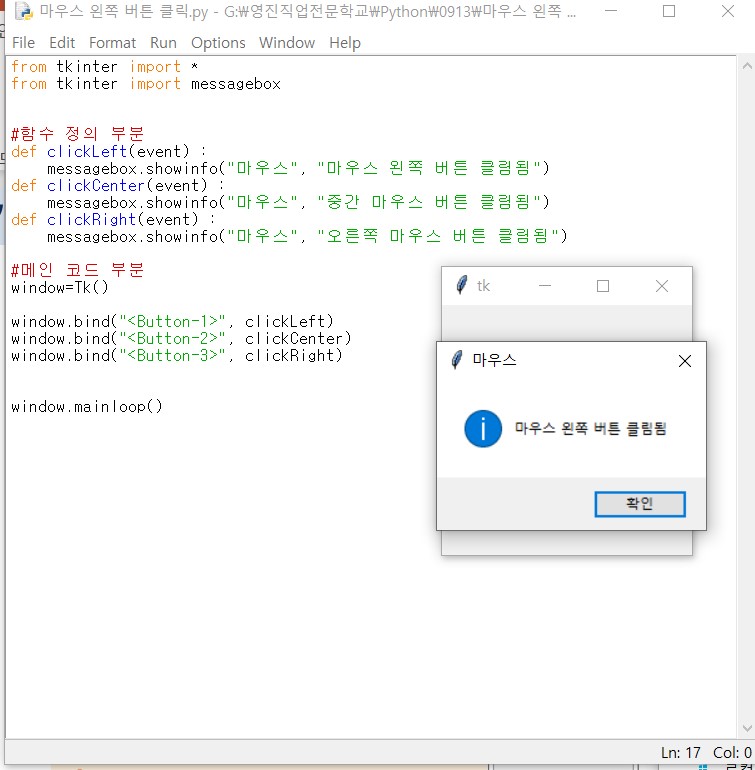 마우스 왼쪽 버튼 클릭.py - G:₩영진직업전문학교₩Python₩0913₩마우스 왼쪽 ...
File Edit Format Run Options Window Help
from tkinter import *
from tkinter import messagebox
#함수 정의 부분
def clickLeft(event) :
messagebox.showinfo("마우스", "마우스 왼쪽 버튼 클림됨")
def clickCenter(event) :
messagebox.showinfo("마우스", "중간 마우스 버튼 클림됨")
def clickRight(event) :
messagebox.showinfo("마우스", "오른쪽 마우스 버튼 클림됨")
#메인 코드 부분
window=Tk()
window.bind("<Button-1>", clickLeft)
window.bind("<Button-2>", clickCenter)
window.bind("<Button-3>", clickRight)
window.mainloop()
tk
마우스
마우스 왼쪽 버튼 클림됨
확인
Ln: 17 Col: 0